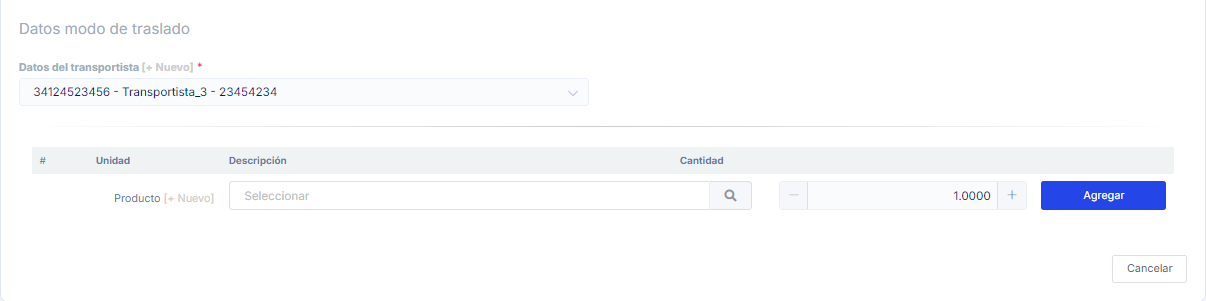 Datos modo de traslado
Datos del transportista [+ Nuevo] *
34124523456 - Transportista_3 - 23454234
# Unidad Descripción Cantidad
Producto [+ Nuevo] Seleccionar − 1.0000 + Agregar
Cancelar